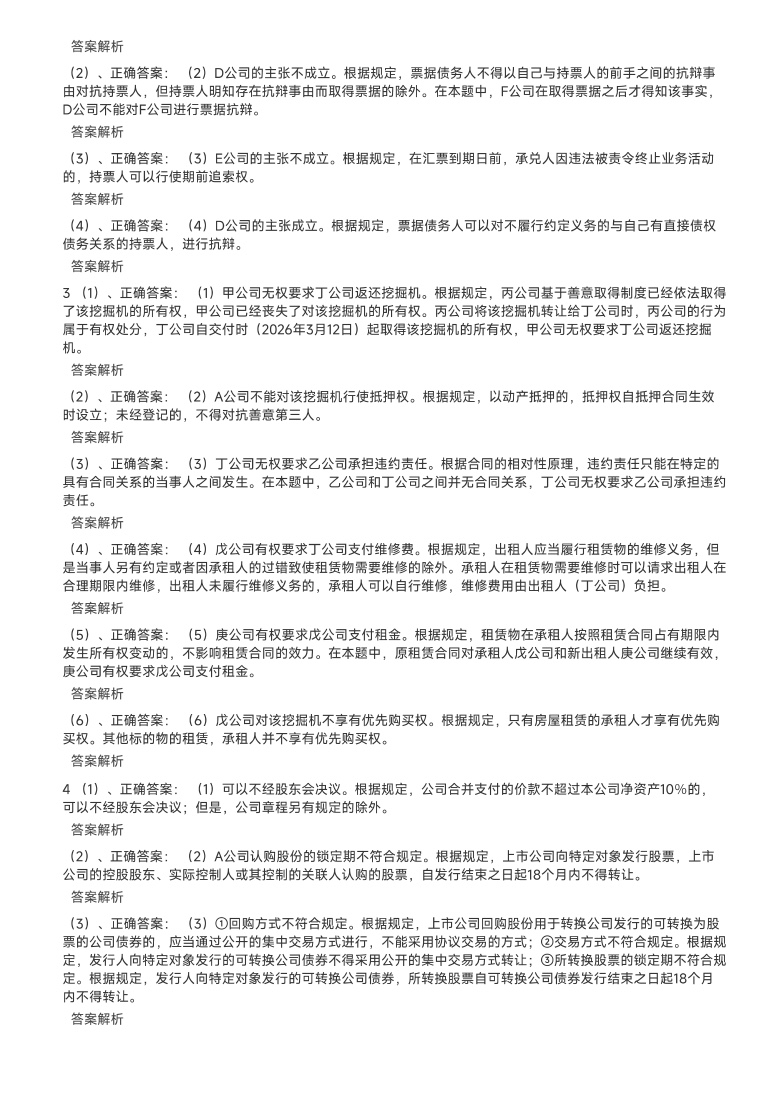 答案解析
（2）、正确答案： （2）D公司的主张不成立。根据规定，票据债务人不得以自己与持票人的前手之间的抗辩事
由对抗持票人，但持票人明知存在抗辩事由而取得票据的除外。在本题中，F公司在取得票据之后才得知该事实，
D公司不能对F公司进行票据抗辩。
答案解析
（3）、正确答案： （3）E公司的主张不成立。根据规定，在汇票到期日前，承兑人因违法被责令终止业务活动
的，持票人可以行使期前追索权。
答案解析
（4）、正确答案： （4）D公司的主张成立。根据规定，票据债务人可以对不履行约定义务的与自己有直接债权
债务关系的持票人，进行抗辩。
答案解析
3 （1）、正确答案： （1）甲公司无权要求丁公司返还挖掘机。根据规定，丙公司基于善意取得制度已经依法取得
了该挖掘机的所有权，甲公司已经丧失了对该挖掘机的所有权。丙公司将该挖掘机转让给丁公司时，丙公司的行为
属于有权处分，丁公司自交付时（2026年3月12日）起取得该挖掘机的所有权，甲公司无权要求丁公司返还挖掘
机。
答案解析
（2）、正确答案： （2）A公司不能对该挖掘机行使抵押权。根据规定，以动产抵押的，抵押权自抵押合同生效
时设立；未经登记的，不得对抗善意第三人。
答案解析
（3）、正确答案： （3）丁公司无权要求乙公司承担违约责任。根据合同的相对性原理，违约责任只能在特定的
具有合同关系的当事人之间发生。在本题中，乙公司和丁公司之间并无合同关系，丁公司无权要求乙公司承担违约
责任。
答案解析
（4）、正确答案： （4）戊公司有权要求丁公司支付维修费。根据规定，出租人应当履行租赁物的维修义务，但
是当事人另有约定或者因承租人的过错致使租赁物需要维修的除外。承租人在租赁物需要维修时可以请求出租人在
合理期限内维修，出租人未履行维修义务的，承租人可以自行维修，维修费用由出租人（丁公司）负担。
答案解析
（5）、正确答案： （5）庚公司有权要求戊公司支付租金。根据规定，租赁物在承租人按照租赁合同占有期限内
发生所有权变动的，不影响租赁合同的效力。在本题中，原租赁合同对承租人戊公司和新出租人庚公司继续有效，
庚公司有权要求戊公司支付租金。
答案解析
（6）、正确答案： （6）戊公司对该挖掘机不享有优先购买权。根据规定，只有房屋租赁的承租人才享有优先购
买权。其他标的物的租赁，承租人并不享有优先购买权。
答案解析
4 （1）、正确答案： （1）可以不经股东会决议。根据规定，公司合并支付的价款不超过本公司净资产10%的，
可以不经股东会决议；但是，公司章程另有规定的除外。
答案解析
（2）、正确答案： （2）A公司认购股份的锁定期不符合规定。根据规定，上市公司向特定对象发行股票，上市
公司的控股股东、实际控制人或其控制的关联人认购的股票，自发行结束之日起18个月内不得转让。
答案解析
（3）、正确答案： （3）①回购方式不符合规定。根据规定，上市公司回购股份用于转换公司发行的可转换为股
票的公司债券的，应当通过公开的集中交易方式进行，不能采用协议交易的方式；②交易方式不符合规定。根据规
定，发行人向特定对象发行的可转换公司债券不得采用公开的集中交易方式转让；③所转换股票的锁定期不符合规
定。根据规定，发行人向特定对象发行的可转换公司债券，所转换股票自可转换公司债券发行结束之日起18个月
内不得转让。
答案解析